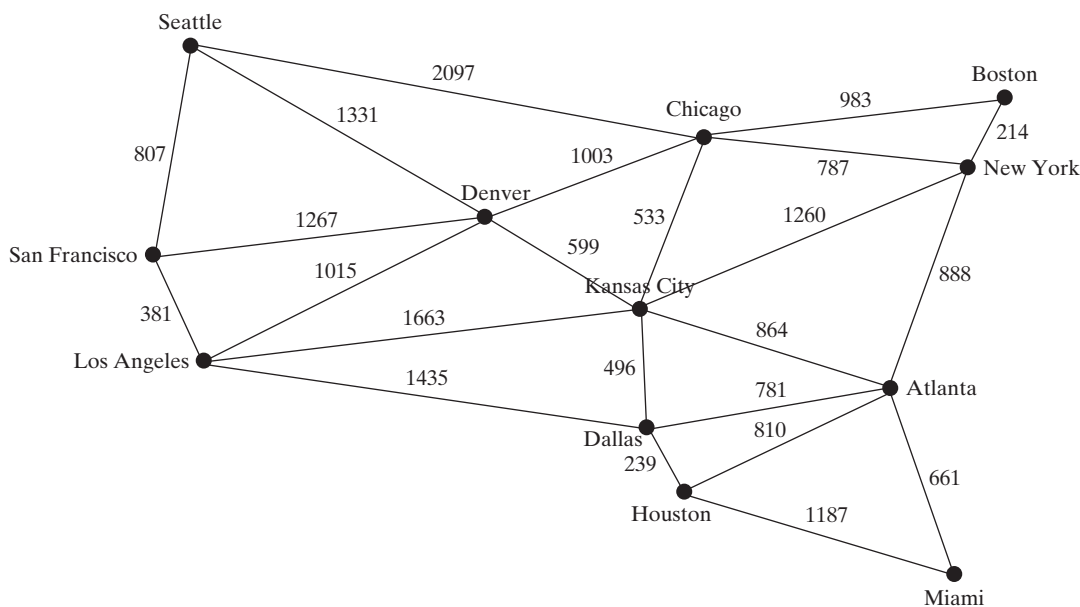 Seattle
2097
Boston
983
Chicago
1331
214
807
1003
787
New York
Denver
1267
533
1260
San Francisco
599
1015
888
Kansas City
381
1663
864
Los Angeles
1435
496
781
Atlanta
Dallas
810
239
661
Houston
1187
Miami